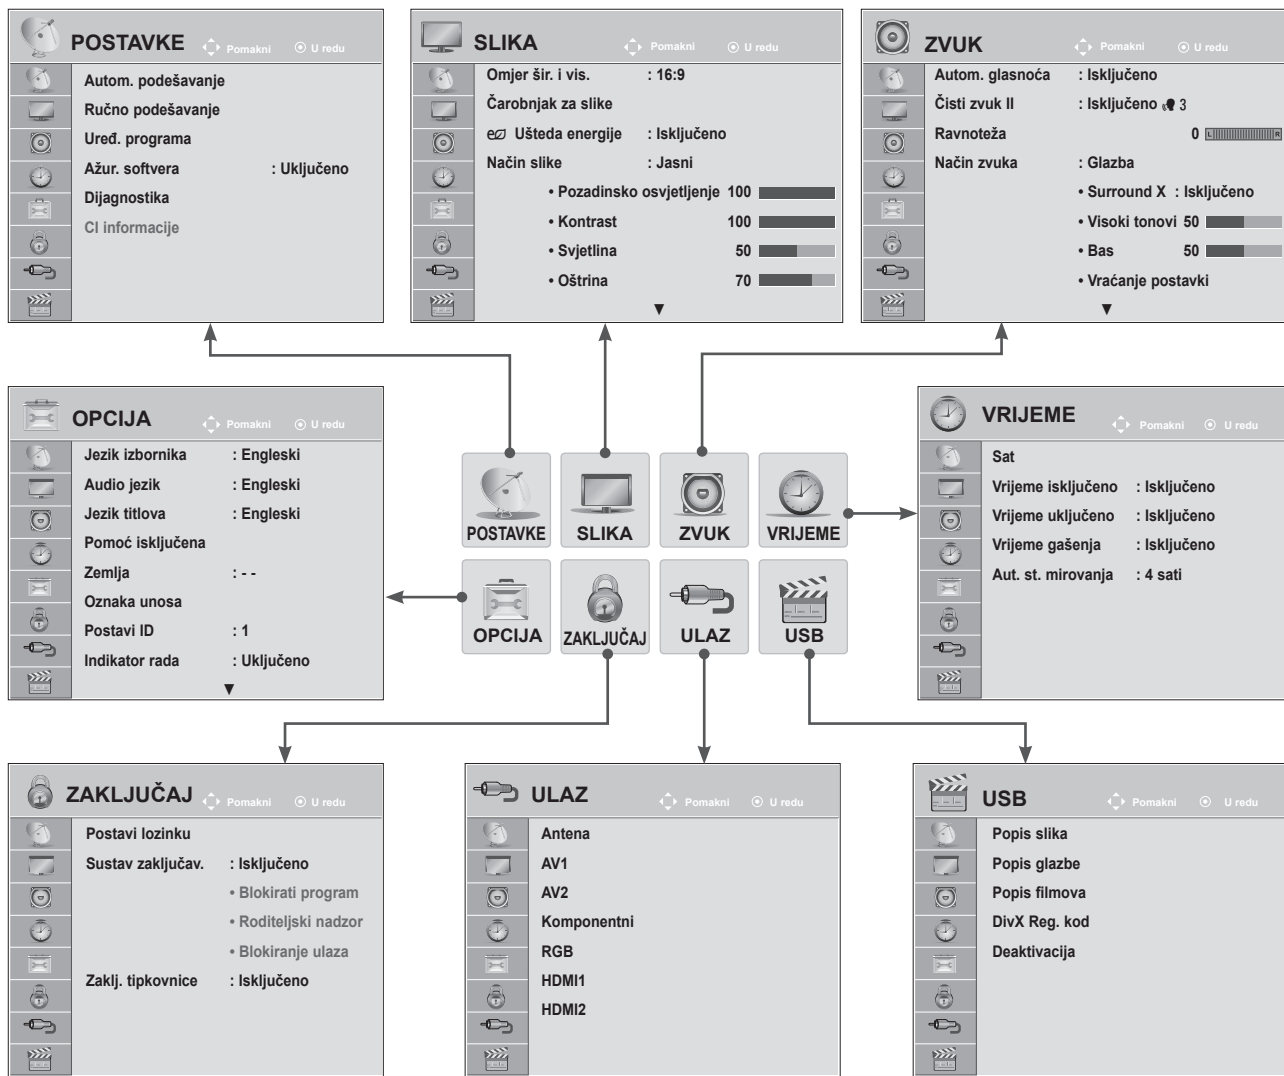 POSTAVKE Pomakni U redu
Autom. podešavanje
Ručno podešavanje
Uređ. programa
Ažur. softvera : Uključeno
Dijagnostika
CI informacije
SLIKA Pomakni U redu
Omjer šir. i vis. : 16:9
Čarobnjak za slike
Ušteda energije : Isključeno
Način slike : Jasni
• Pozadinsko osvjetljenje 100
• Kontrast 100
• Svjetlina 50
• Oštrina 70
▼
ZVUK Pomakni U redu
Autom. glasnoća : Isključeno
Čisti zvuk II : Isključeno 3
Ravnoteža 0 L R
Način zvuka : Glazba
• Surround X : Isključeno
• Visoki tonovi 50
• Bas 50
• Vraćanje postavki
▼
OPCIJA Pomakni U redu
Jezik izbornika : Engleski
Audio jezik : Engleski
Jezik titlova : Engleski
Pomoć isključena
Zemlja : - -
Oznaka unosa
Postavi ID : 1
Indikator rada : Uključeno
▼
POSTAVKE SLIKA ZVUK VRIJEME
OPCIJA ZAKLJUČAJ ULAZ USB
VRIJEME Pomakni U redu
Sat
Vrijeme isključeno : Isključeno
Vrijeme uključeno : Isključeno
Vrijeme gašenja : Isključeno
Aut. st. mirovanja : 4 sati
ZAKLJUČAJ Pomakni U redu
Postavi lozinku
Sustav zaključav. : Isključeno
• Blokirati program
• Roditeljski nadzor
• Blokiranje ulaza
Zaklj. tipkovnice : Isključeno
ULAZ Pomakni U redu
Antena
AV1
AV2
Komponentni
RGB
HDMI1
HDMI2
USB Pomakni U redu
Popis slika
Popis glazbe
Popis filmova
DivX Reg. kod
Deaktivacija